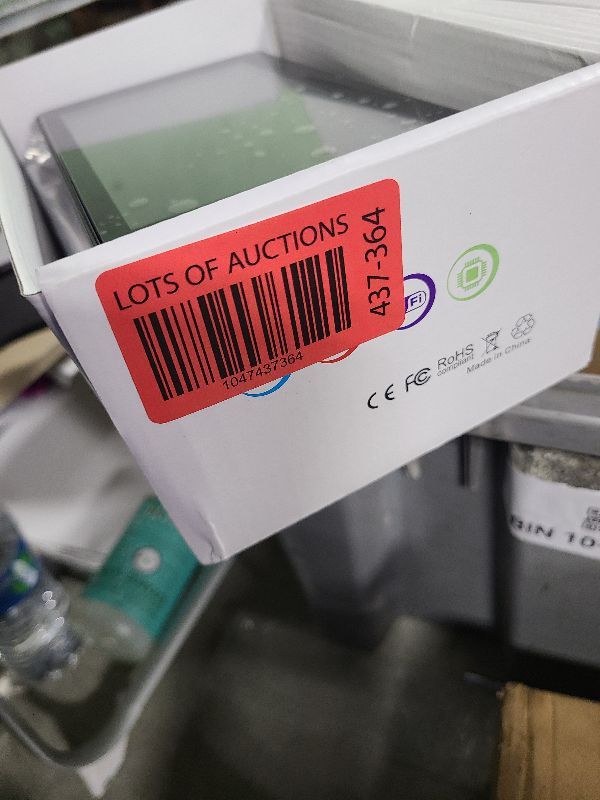 LOTS OF AUCTIONS
1047437364
437-364
Fi
CE FC RoHS
compliant
Made in China
BIN 10